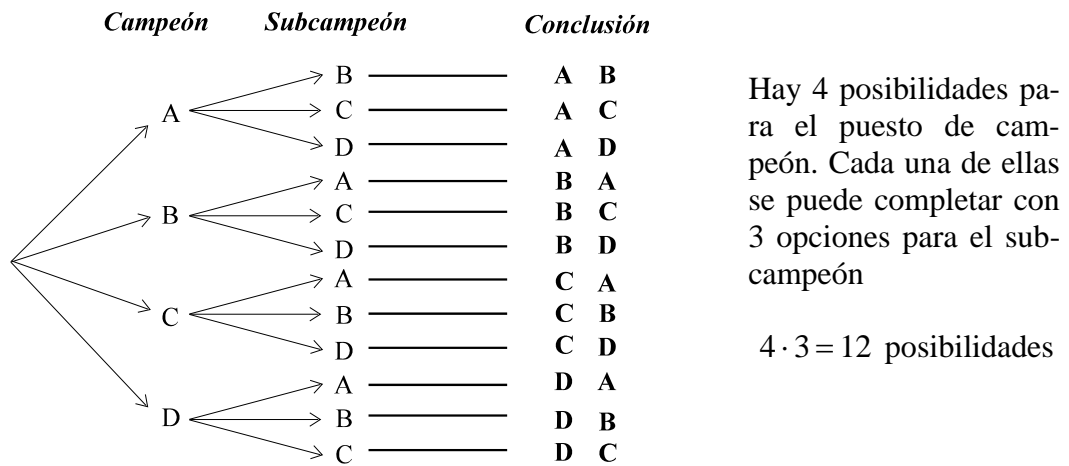 Campeón Subcampeón Conclusión
B A B
A C A C
D A D
A B A
B C B C
D B D
A C A
C B C B
D C D
A D A
D B D B
C D C
Hay 4 posibilidades pa-
ra el puesto de cam-
peón. Cada una de ellas
se puede completar con
3 opciones para el sub-
campeón
4 · 3 = 12 posibilidades